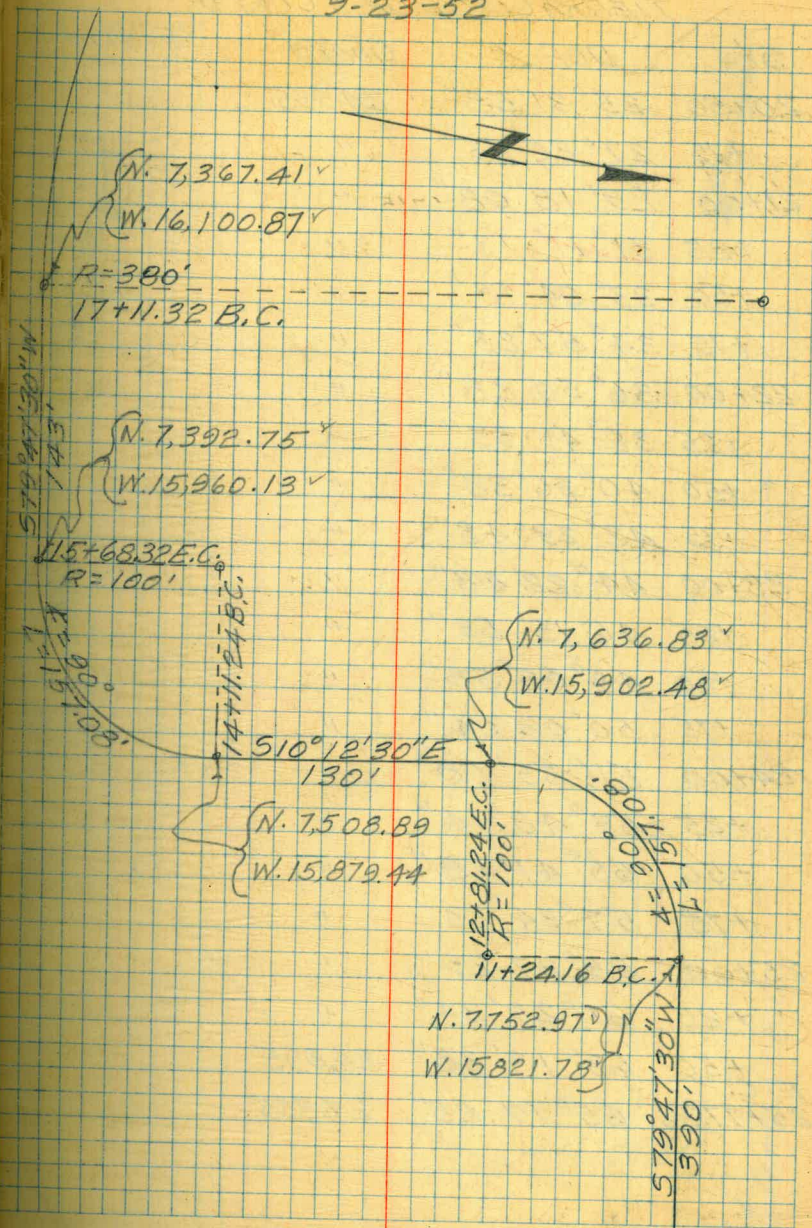 9-23-52
N
N. 7,367.41 ✓
W. 16,100.87 ✓
R=380'
17+11.32 B.C.
S79°47'30"W
143'
N. 7,392.75 ✓
W. 15,960.13 ✓
15+68.32 E.C.
R=100'
14+11.24 B.C.
Δ=90°
L=157.08'
N. 7,636.83 ✓
W. 15,902.48 ✓
S10°12'30"E
130'
N. 7,508.89
W. 15,879.44
12+81.24 E.C.
R=100'
Δ=90°
L=157.08'
11+24.16 B.C.
N. 7,752.97 ✓
W. 15821.78 ✓
S79°47'30"W
390'